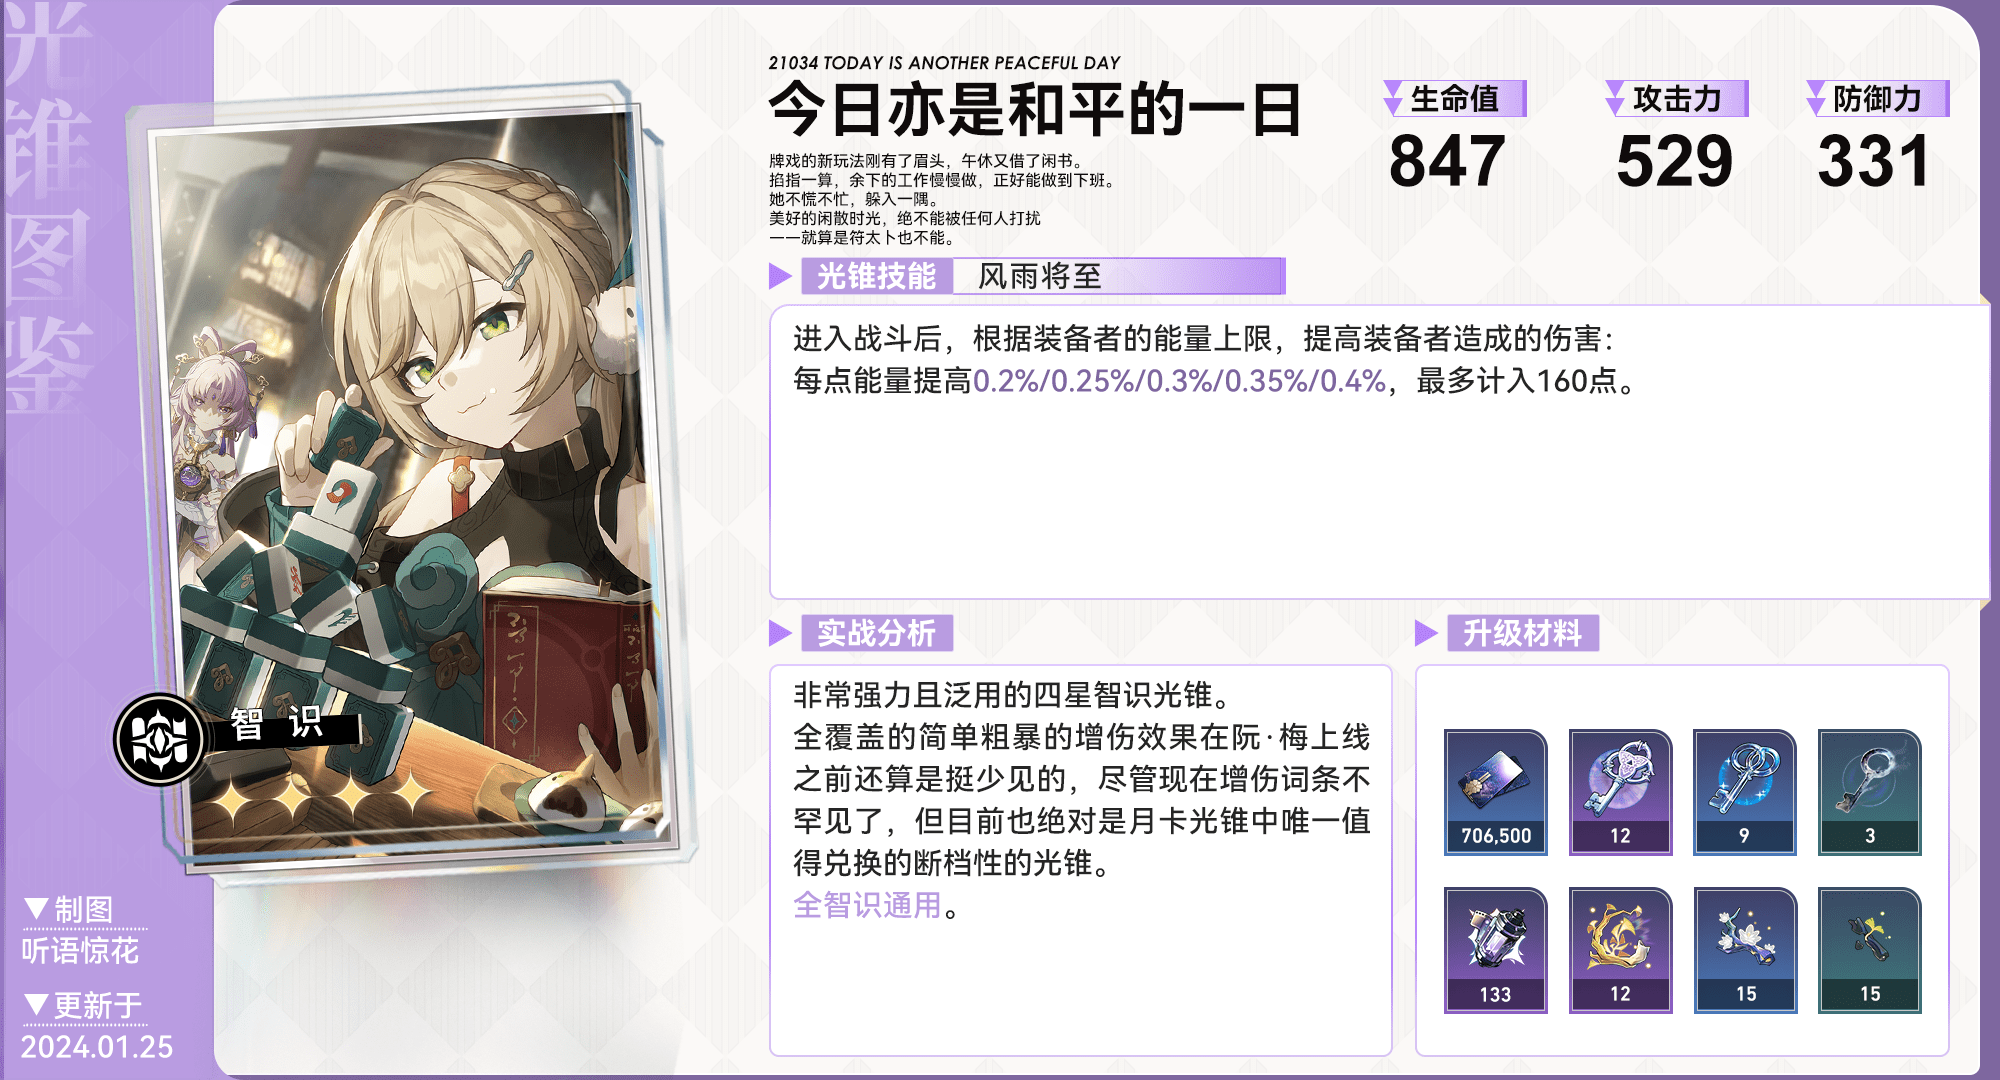 光锥图鉴
21034 TODAY IS ANOTHER PEACEFUL DAY
今日亦是和平的一日
牌戏的新玩法刚有了眉头，午休又借了闲书。
掐指一算，余下的工作慢慢做，正好能做到下班。
她不慌不忙，躲入一隅。
美好的闲散时光，绝不能被任何人打扰
——就算是符太卜也不能。
生命值
847
攻击力
529
防御力
331
光锥技能 风雨将至
进入战斗后，根据装备者的能量上限，提高装备者造成的伤害：
每点能量提高0.2%/0.25%/0.3%/0.35%/0.4%，最多计入160点。
智 识
实战分析
非常强力且泛用的四星智识光锥。
全覆盖的简单粗暴的增伤效果在阮·梅上线
之前还算是挺少见的，尽管现在增伤词条不
罕见了，但目前也绝对是月卡光锥中唯一值
得兑换的断档性的光锥。
全智识通用。
升级材料
706,500
12
9
3
133
12
15
15
▼制图
听语惊花
▼更新于
2024.01.25